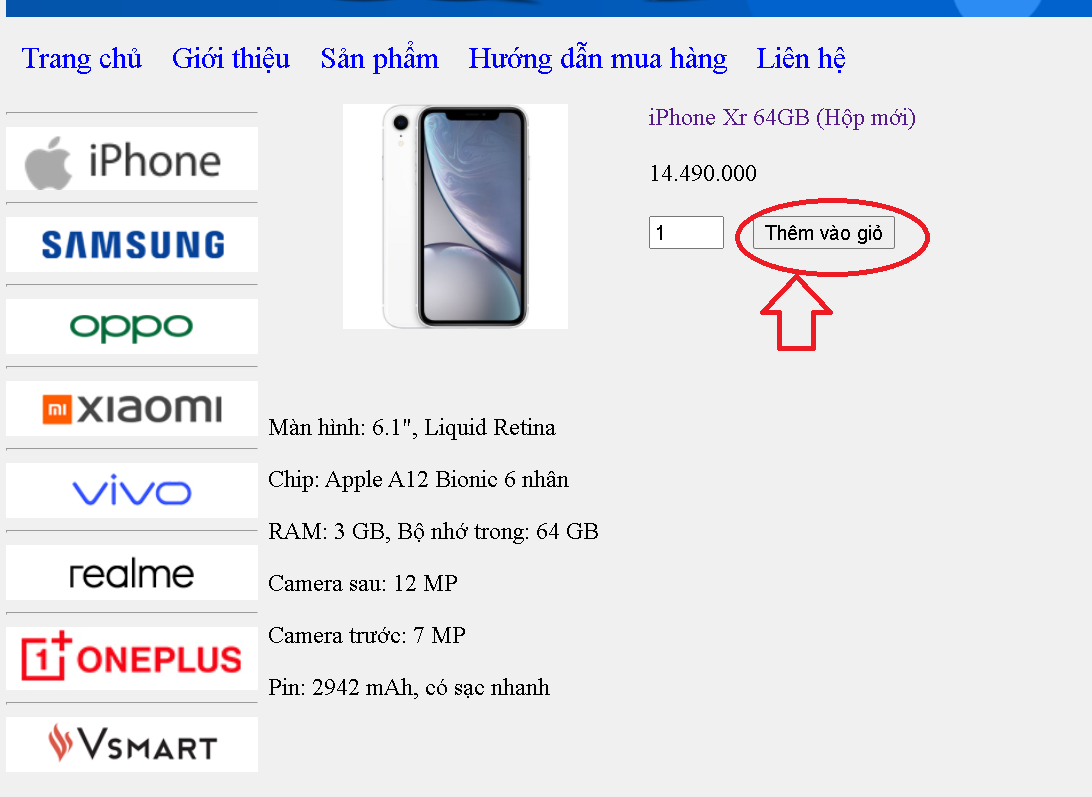 Trang chủ Giới thiệu Sản phẩm Hướng dẫn mua hàng Liên hệ
iPhone
SAMSUNG
oppo
mi xiaomi
vivo
realme
1+ ONEPLUS
VSMART
iPhone Xr 64GB (Hộp mới)
14.490.000
1 Thêm vào giỏ
Màn hình: 6.1", Liquid Retina
Chip: Apple A12 Bionic 6 nhân
RAM: 3 GB, Bộ nhớ trong: 64 GB
Camera sau: 12 MP
Camera trước: 7 MP
Pin: 2942 mAh, có sạc nhanh